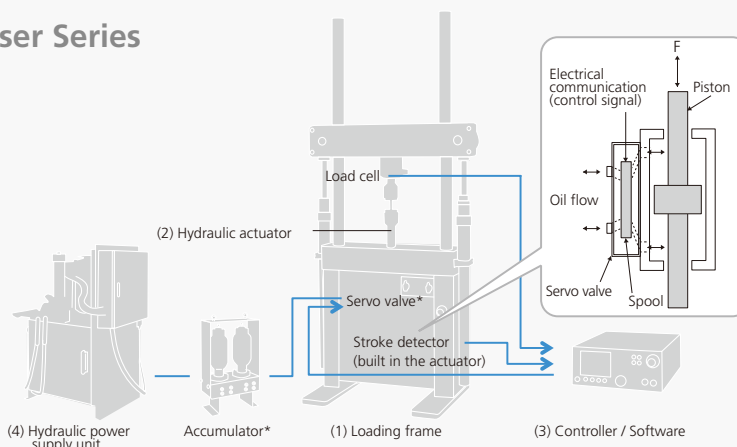 ser Series
F
Electrical
communication
(control signal)
Piston
Load cell
Oil flow
(2) Hydraulic actuator
Servo valve
Spool
Servo valve*
Stroke detector
(built in the actuator)
(4) Hydraulic power
supply unit
Accumulator*
(1) Loading frame
(3) Controller / Software